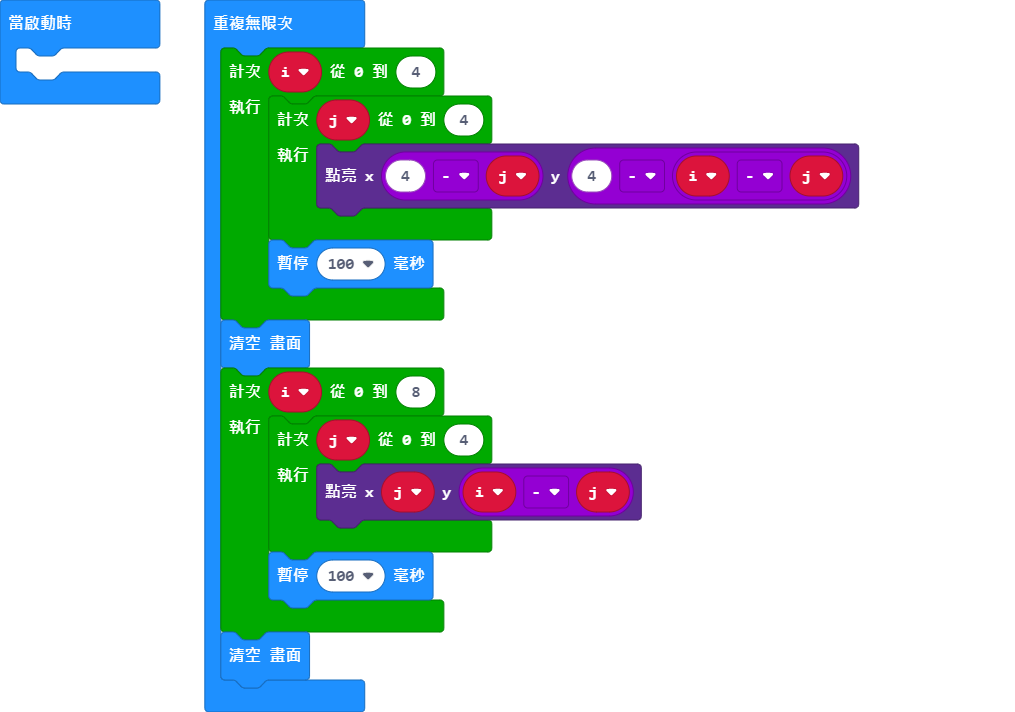 當啟動時
重複無限次
計次 i 從 0 到 4
執行
計次 j 從 0 到 4
執行
點亮 x 4 - j y 4 - i - j
暫停 100 毫秒
清空 畫面
計次 i 從 0 到 8
執行
計次 j 從 0 到 4
執行
點亮 x j y i - j
暫停 100 毫秒
清空 畫面